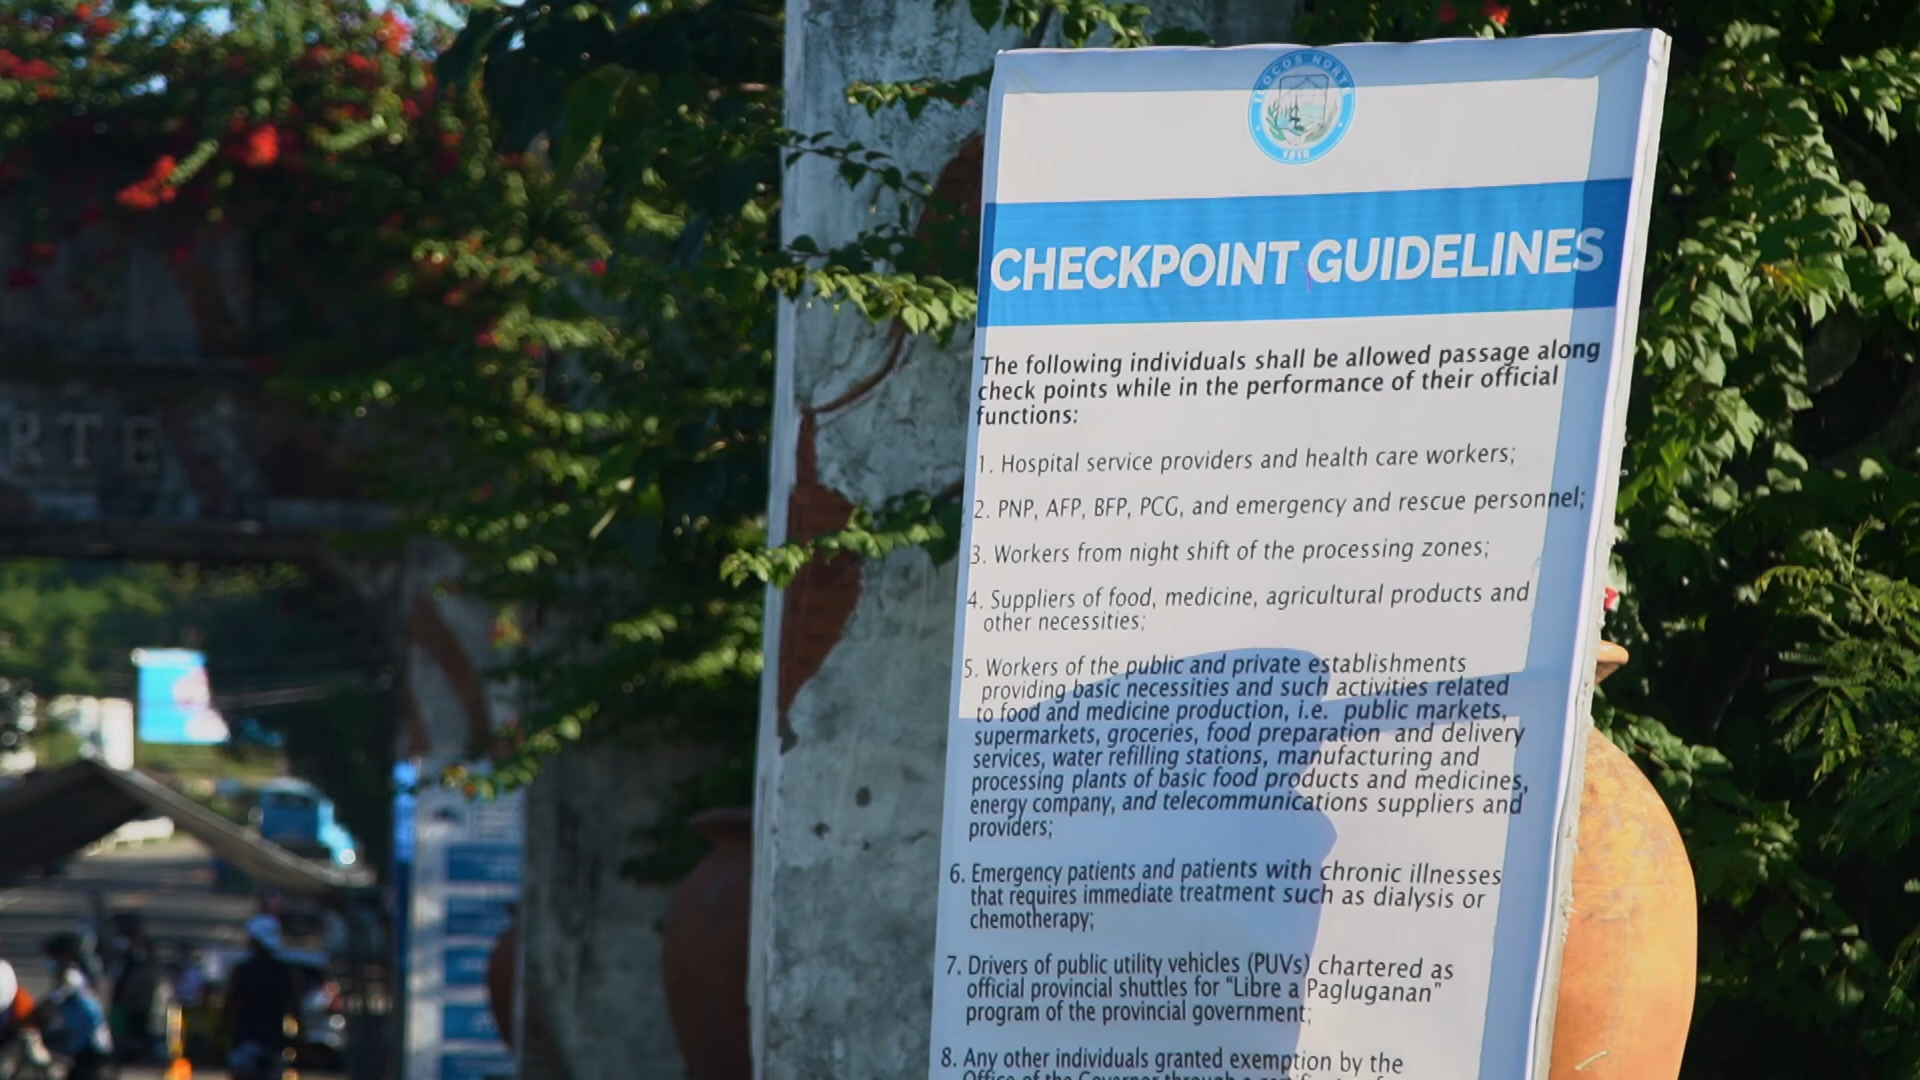 ILOCOS NORTE
1818
CHECKPOINT GUIDELINES
The following individuals shall be allowed passage along
check points while in the performance of their official
functions:
1. Hospital service providers and health care workers;
2. PNP, AFP, BFP, PCG, and emergency and rescue personnel;
3. Workers from night shift of the processing zones;
4. Suppliers of food, medicine, agricultural products and
other necessities;
5. Workers of the public and private establishments
providing basic necessities and such activities related
to food and medicine production, i.e. public markets,
supermarkets, groceries, food preparation and delivery
services, water refilling stations, manufacturing and
processing plants of basic food products and medicines,
energy company, and telecommunications suppliers and
providers;
6. Emergency patients and patients with chronic illnesses
that requires immediate treatment such as dialysis or
chemotherapy;
7. Drivers of public utility vehicles (PUVs) chartered as
official provincial shuttles for “Libre a Pagluganan”
program of the provincial government;
8. Any other individuals granted exemption by the
Office of the Governor through a
RTE